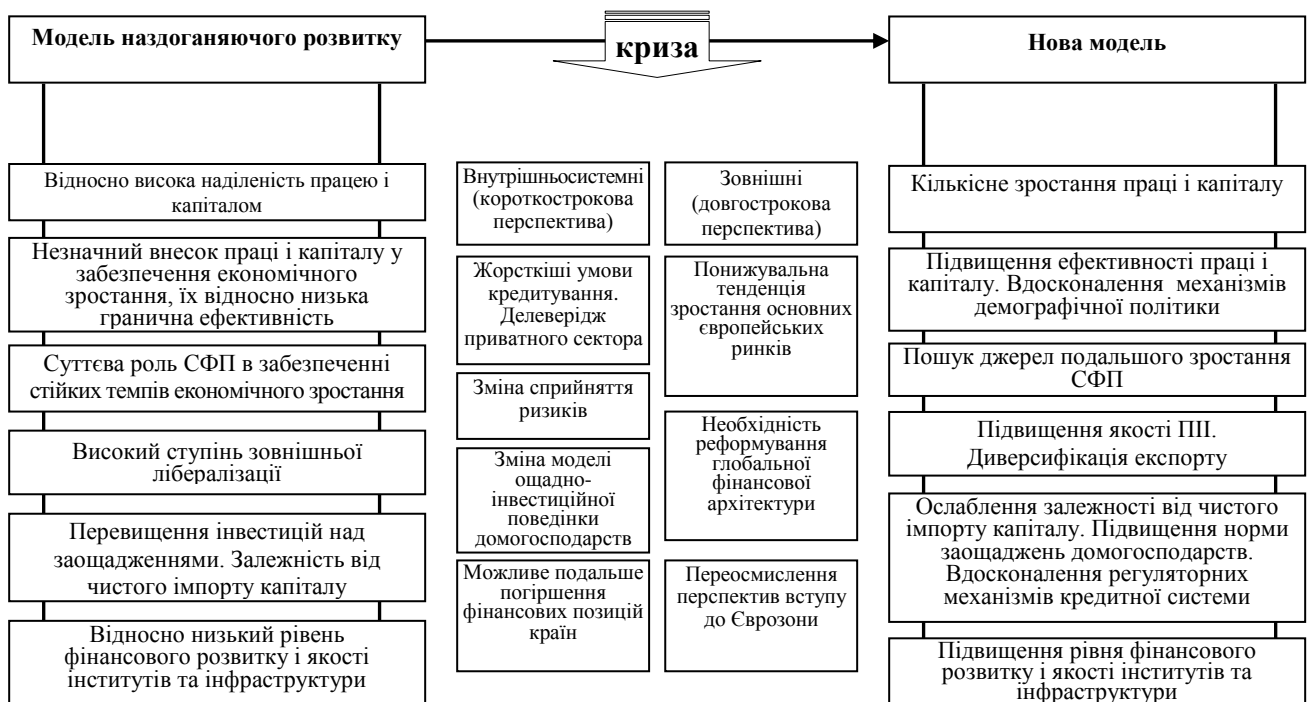 Модель наздоганяючого розвитку
криза
Нова модель
Відносно висока наділеність працею і
капіталом
Незначний внесок праці і капіталу у
забезпечення економічного
зростання, їх відносно низька
гранична ефективність
Суттєва роль СФП в забезпеченні
стійких темпів економічного зростання
Високий ступінь зовнішньої
лібералізації
Перевищення інвестицій над
заощадженнями. Залежність від
чистого імпорту капіталу
Відносно низький рівень
фінансового розвитку і якості
інститутів та інфраструктури
Внутрішньосистемні
(короткострокова
перспектива)
Жорсткіші умови
кредитування.
Делеверідж
приватного сектора
Зміна сприйняття
ризиків
Зміна моделі
ощадно-
інвестиційної
поведінки
домогосподарств
Можливе подальше
погіршення
фінансових позицій
країн
Зовнішні
(довгострокова
перспектива)
Понижувальна
тенденція
зростання основних
європейських
ринків
Необхідність
реформування
глобальної
фінансової
архітектури
Переосмислення
перспектив вступу
до Єврозони
Кількісне зростання праці і капіталу
Підвищення ефективності праці і
капіталу. Вдосконалення механізмів
демографічної політики
Пошук джерел подальшого зростання
СФП
Підвищення якості ПІІ.
Диверсифікація експорту
Ослаблення залежності від чистого
імпорту капіталу. Підвищення норми
заощаджень домогосподарств.
Вдосконалення регуляторних
механізмів кредитної системи
Підвищення рівня фінансового
розвитку і якості інститутів та
інфраструктури